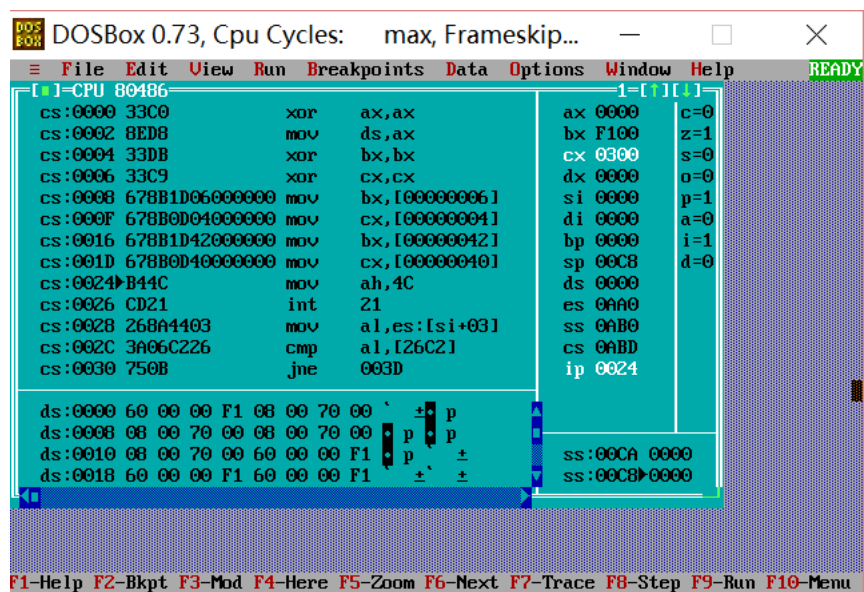 DOS BOX DOSBox 0.73, Cpu Cycles: max, Frameskip...
≡ File Edit View Run Breakpoints Data Options Window Help READY
[■]=CPU 80486 1=[↑][↓]
cs:0000 33C0 xor ax,ax ax 0000 c=0
cs:0002 8ED8 mov ds,ax bx F100 z=1
cs:0004 33DB xor bx,bx cx 0300 s=0
cs:0006 33C9 xor cx,cx dx 0000 o=0
cs:0008 678B1D06000000 mov bx,[00000006] si 0000 p=1
cs:000F 678B0D04000000 mov cx,[00000004] di 0000 a=0
cs:0016 678B1D42000000 mov bx,[00000042] bp 0000 i=1
cs:001D 678B0D40000000 mov cx,[00000040] sp 00C8 d=0
cs:0024►B44C mov ah,4C ds 0000
cs:0026 CD21 int 21 es 0AA0
cs:0028 268A4403 mov al,es:[si+03] ss 0AB0
cs:002C 3A06C226 cmp al,[26C2] cs 0ABD
cs:0030 750B jne 003D ip 0024
ds:0000 60 00 00 F1 08 00 70 00 ` ±◘ p
ds:0008 08 00 70 00 08 00 70 00 ◘ p ◘ p
ds:0010 08 00 70 00 60 00 00 F1 ◘ p ` ± ss:00CA 0000
ds:0018 60 00 00 F1 60 00 00 F1 ` ±` ± ss:00C8►0000
F1-Help F2-Bkpt F3-Mod F4-Here F5-Zoom F6-Next F7-Trace F8-Step F9-Run F10-Menu